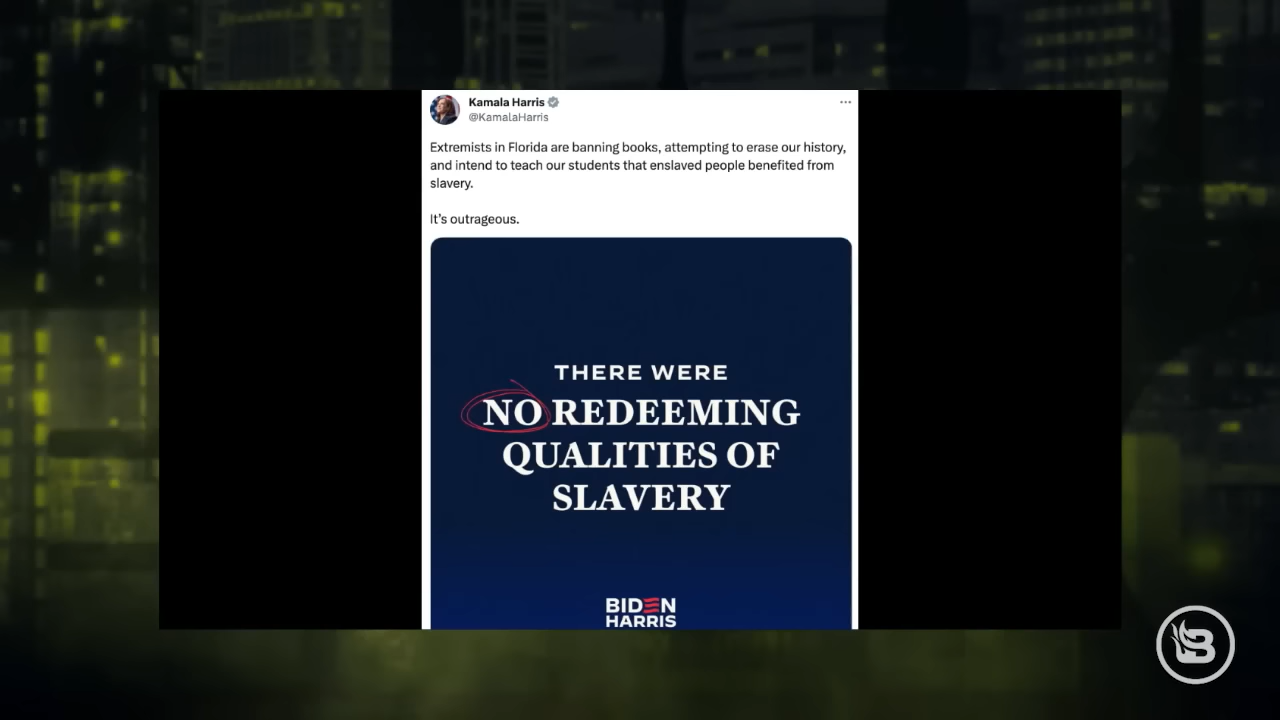 Kamala Harris
@KamalaHarris
Extremists in Florida are banning books, attempting to erase our history,
and intend to teach our students that enslaved people benefited from
slavery.
It's outrageous.
THERE WERE
NO REDEEMING
QUALITIES OF
SLAVERY
BIDEN
HARRIS
B